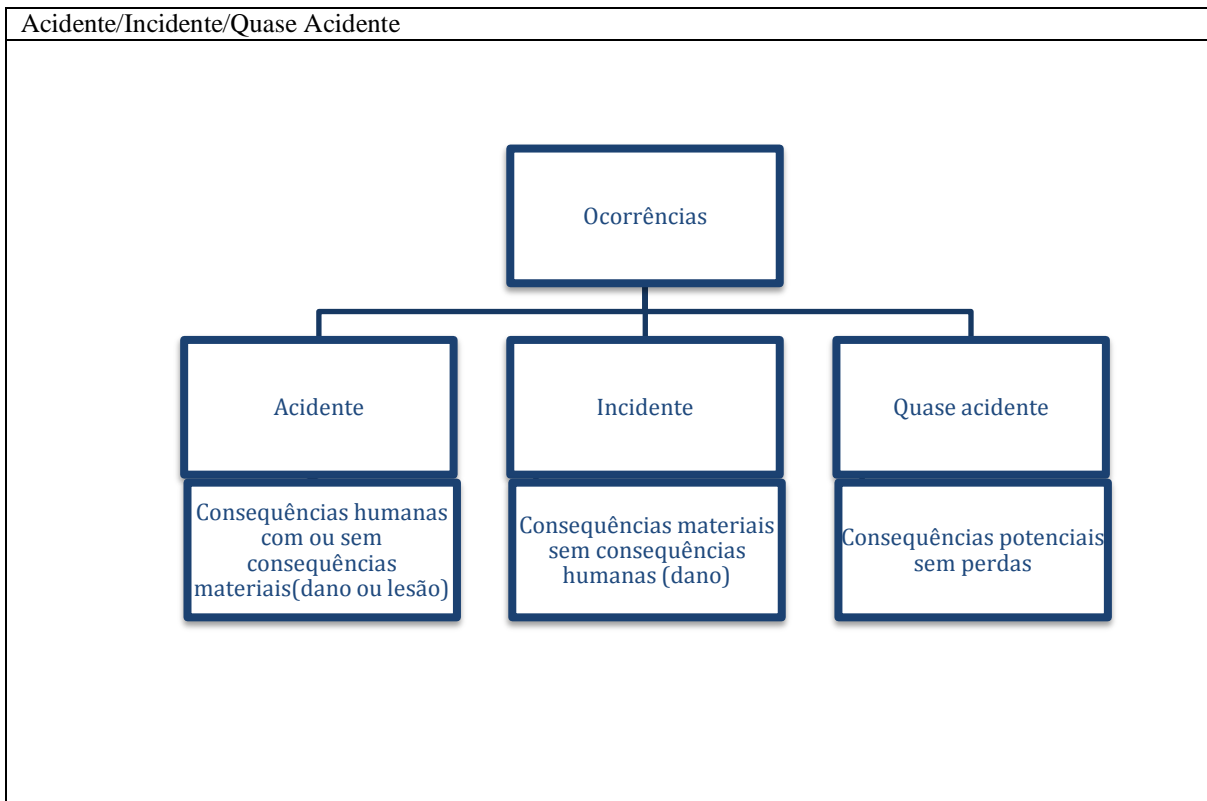 Acidente/Incidente/Quase Acidente
Ocorrências
Acidente
Incidente
Quase acidente
Consequências humanas
com ou sem
consequências
materiais(dano ou lesão)
Consequências materiais
sem consequências
humanas (dano)
Consequências potenciais
sem perdas